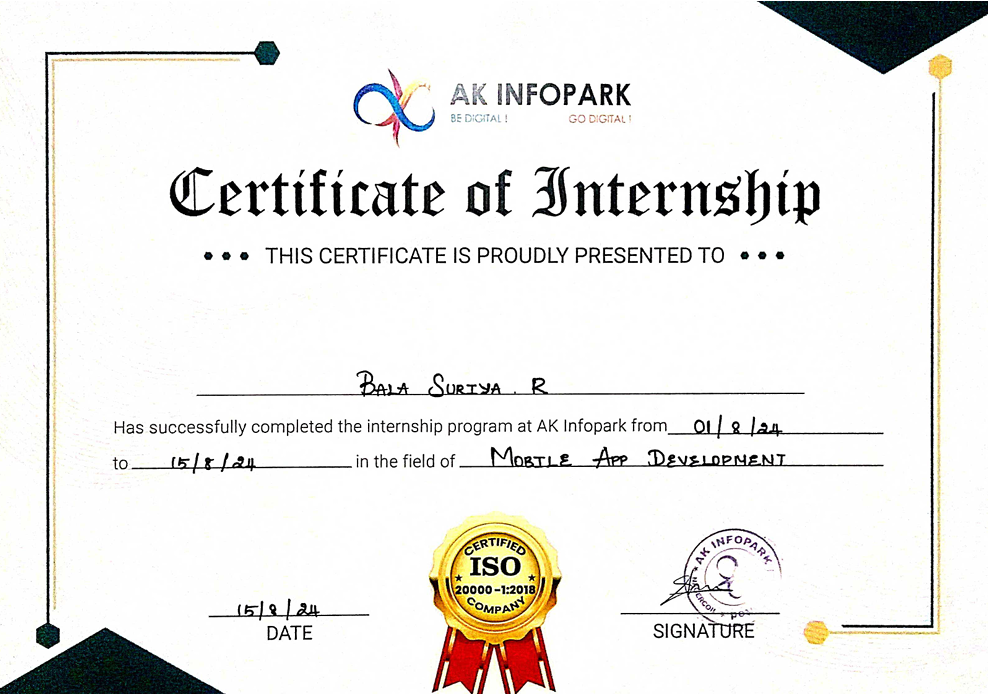 AK INFOPARK
BE DIGITAL ! GO DIGITAL !
Certificate of Internship
THIS CERTIFICATE IS PROUDLY PRESENTED TO
BALA SURIYA . R
Has successfully completed the internship program at AK Infopark from 01/8/24
to 15/8/24 in the field of MOBILE APP DEVELOPMENT
CERTIFIED
ISO
20000-1:2018
COMPANY
AK INFOPARK
15/8/24
DATE
SIGNATURE